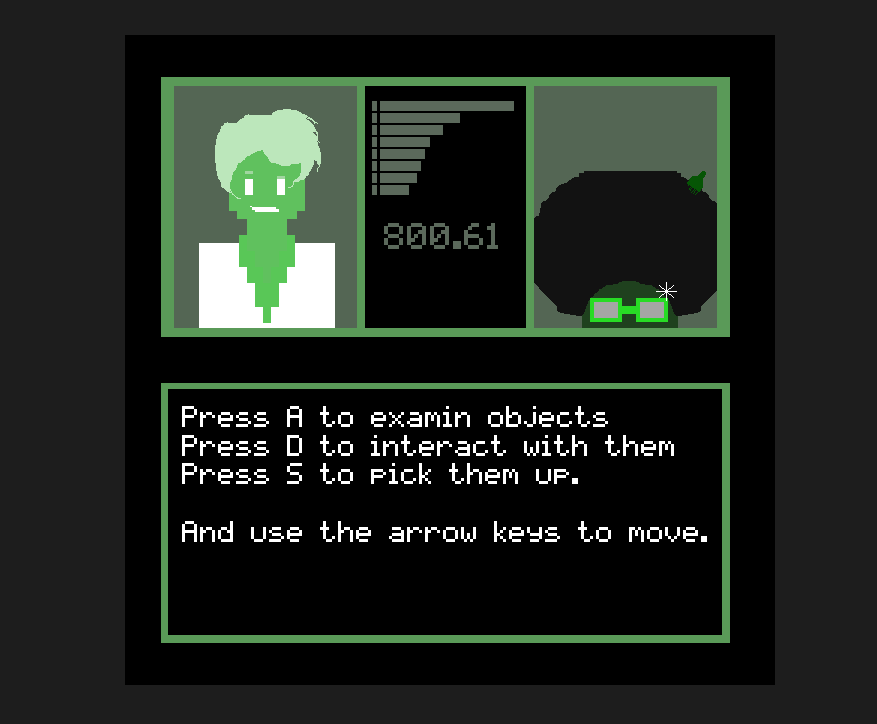 800.61
Press A to examin objects
Press D to interact with them
Press S to pick them up.
And use the arrow keys to move.